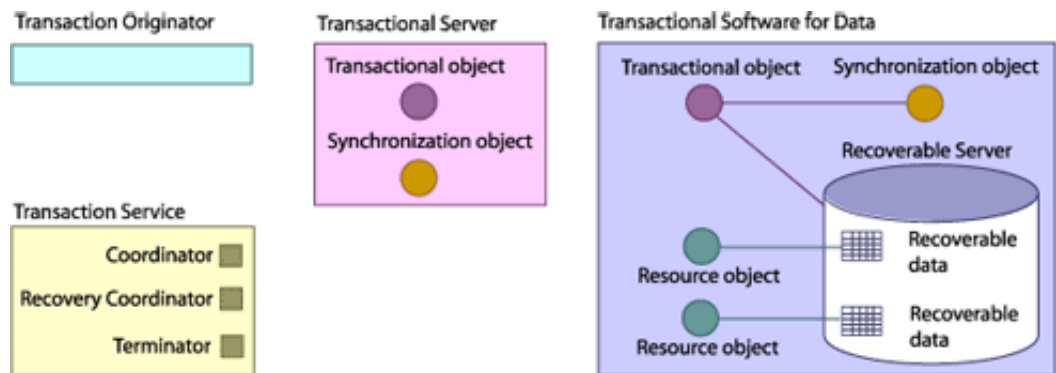 Transaction Originator
Transactional Server
Transactional object
Synchronization object
Transactional Software for Data
Transactional object
Synchronization object
Recoverable Server
Recoverable
data
Resource object
Recoverable
data
Resource object
Transaction Service
Coordinator
Recovery Coordinator
Terminator